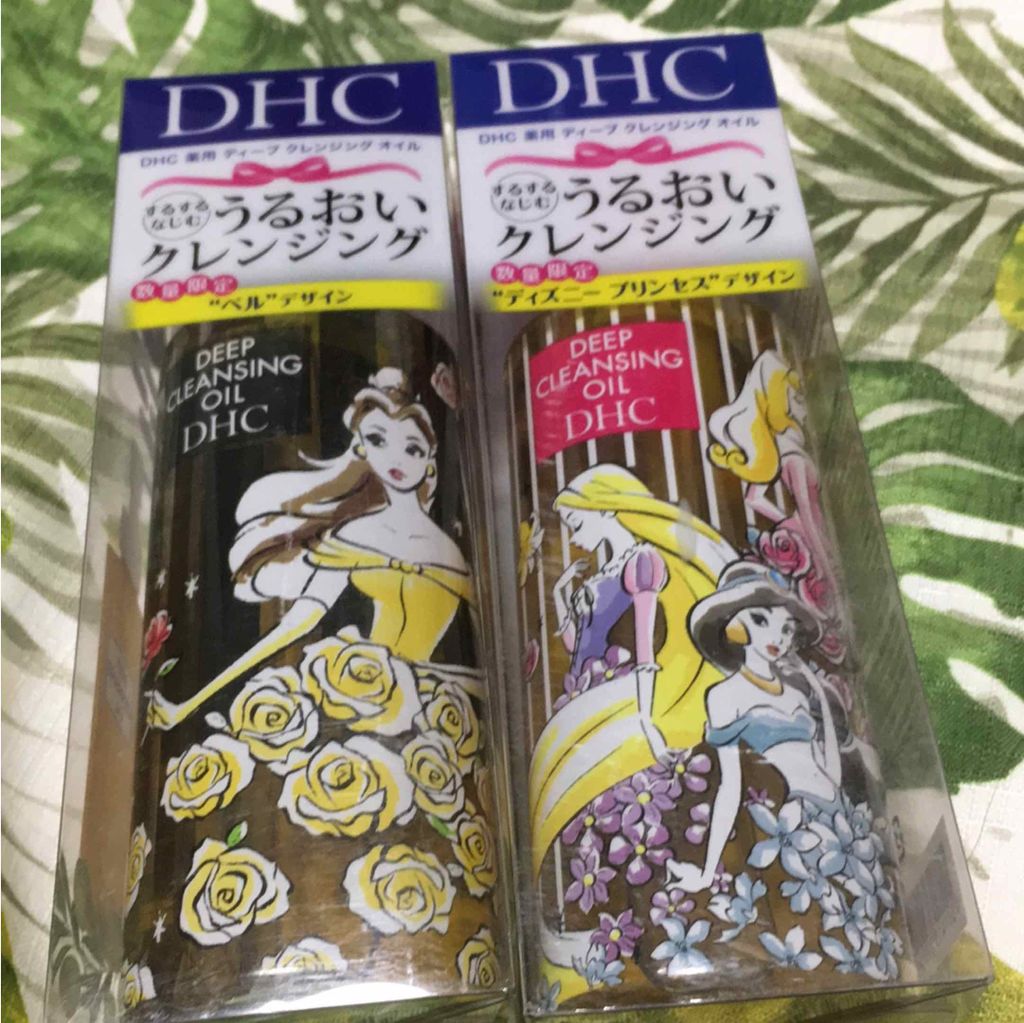 DHC
DHC 薬用 ディープ クレンジング オイル
するする
なじむ
うるおい
クレンジング
数量限定
“ベル”デザイン
DEEP
CLEANSING
OIL
DHC
DHC
DHC 薬用 ディープ クレンジング オイル
するする
なじむ
うるおい
クレンジング
数量限定
“ディズニー プリンセス”デザイン
DEEP
CLEANSING
OIL
DHC